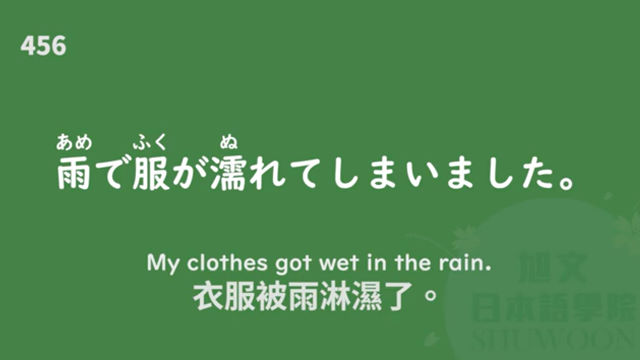 456
あめ ふく ぬ
雨で服が濡れてしまいました。
My clothes got wet in the rain.
衣服被雨淋濕了。
旭文
日本語學院
SHUWOON